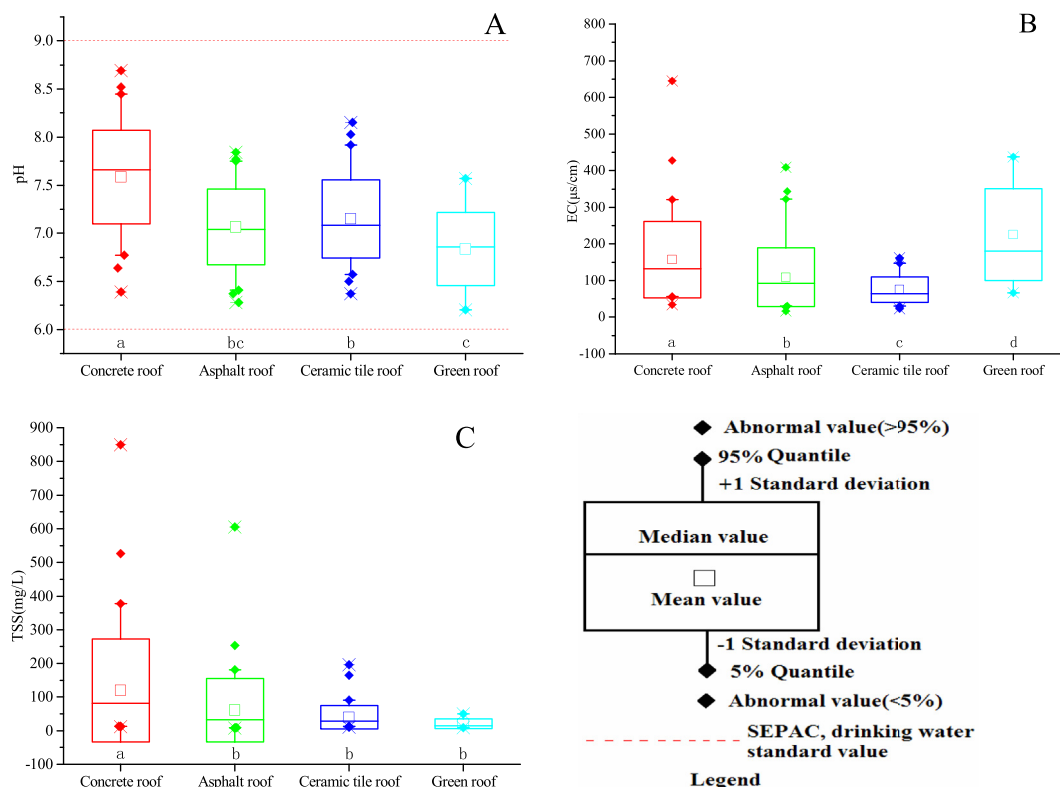 A
9.0
8.5
8.0
7.5
7.0
6.5
6.0
pH
a
bc
b
c
Concrete roof
Asphalt roof
Ceramic tile roof
Green roof
B
800
700
600
500
400
300
200
100
0
-100
EC(μs/cm)
a
b
c
d
Concrete roof
Asphalt roof
Ceramic tile roof
Green roof
C
900
800
700
600
500
400
300
200
100
0
-100
TSS(mg/L)
a
b
b
b
Concrete roof
Asphalt roof
Ceramic tile roof
Green roof
Abnormal value(>95%)
95% Quantile
+1 Standard deviation
Median value
Mean value
-1 Standard deviation
5% Quantile
Abnormal value(<5%)
SEPAC, drinking water
standard value
Legend